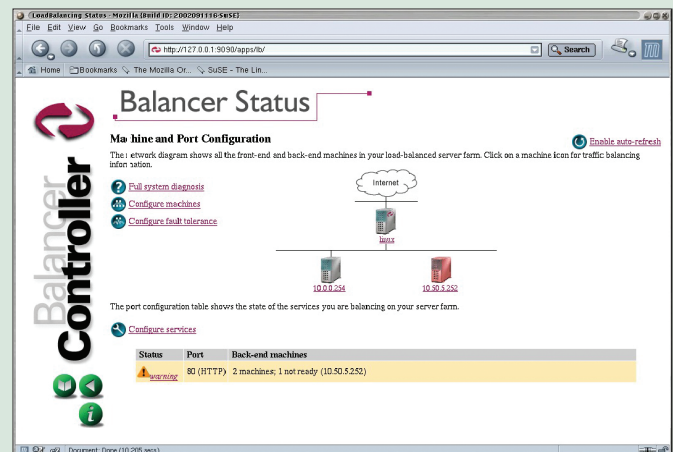 LoadBalancing Status - Mozilla {Build ID: 2002091116-SuSE}
File Edit View Go Bookmarks Tools Window Help
http://127.0.0.1:9090/apps/lb/
Search
Home Bookmarks The Mozilla Or... SuSE - The Lin...
Balancer Status
Balancer
Controller
Machine and Port Configuration
Enable auto-refresh
The network diagram shows all the front-end and back-end machines in your load-balanced server farm. Click on a machine icon for traffic balancing
information.
Full system diagnosis
Configure machines
Configure fault tolerance
Internet
linux
10.0.0.254
10.50.5.252
The port configuration table shows the state of the services you are balancing on your server farm.
Configure services
Status Port Back-end machines
warning 80 (HTTP) 2 machines; 1 not ready (10.50.5.252)
Document: Done (10.205 secs)